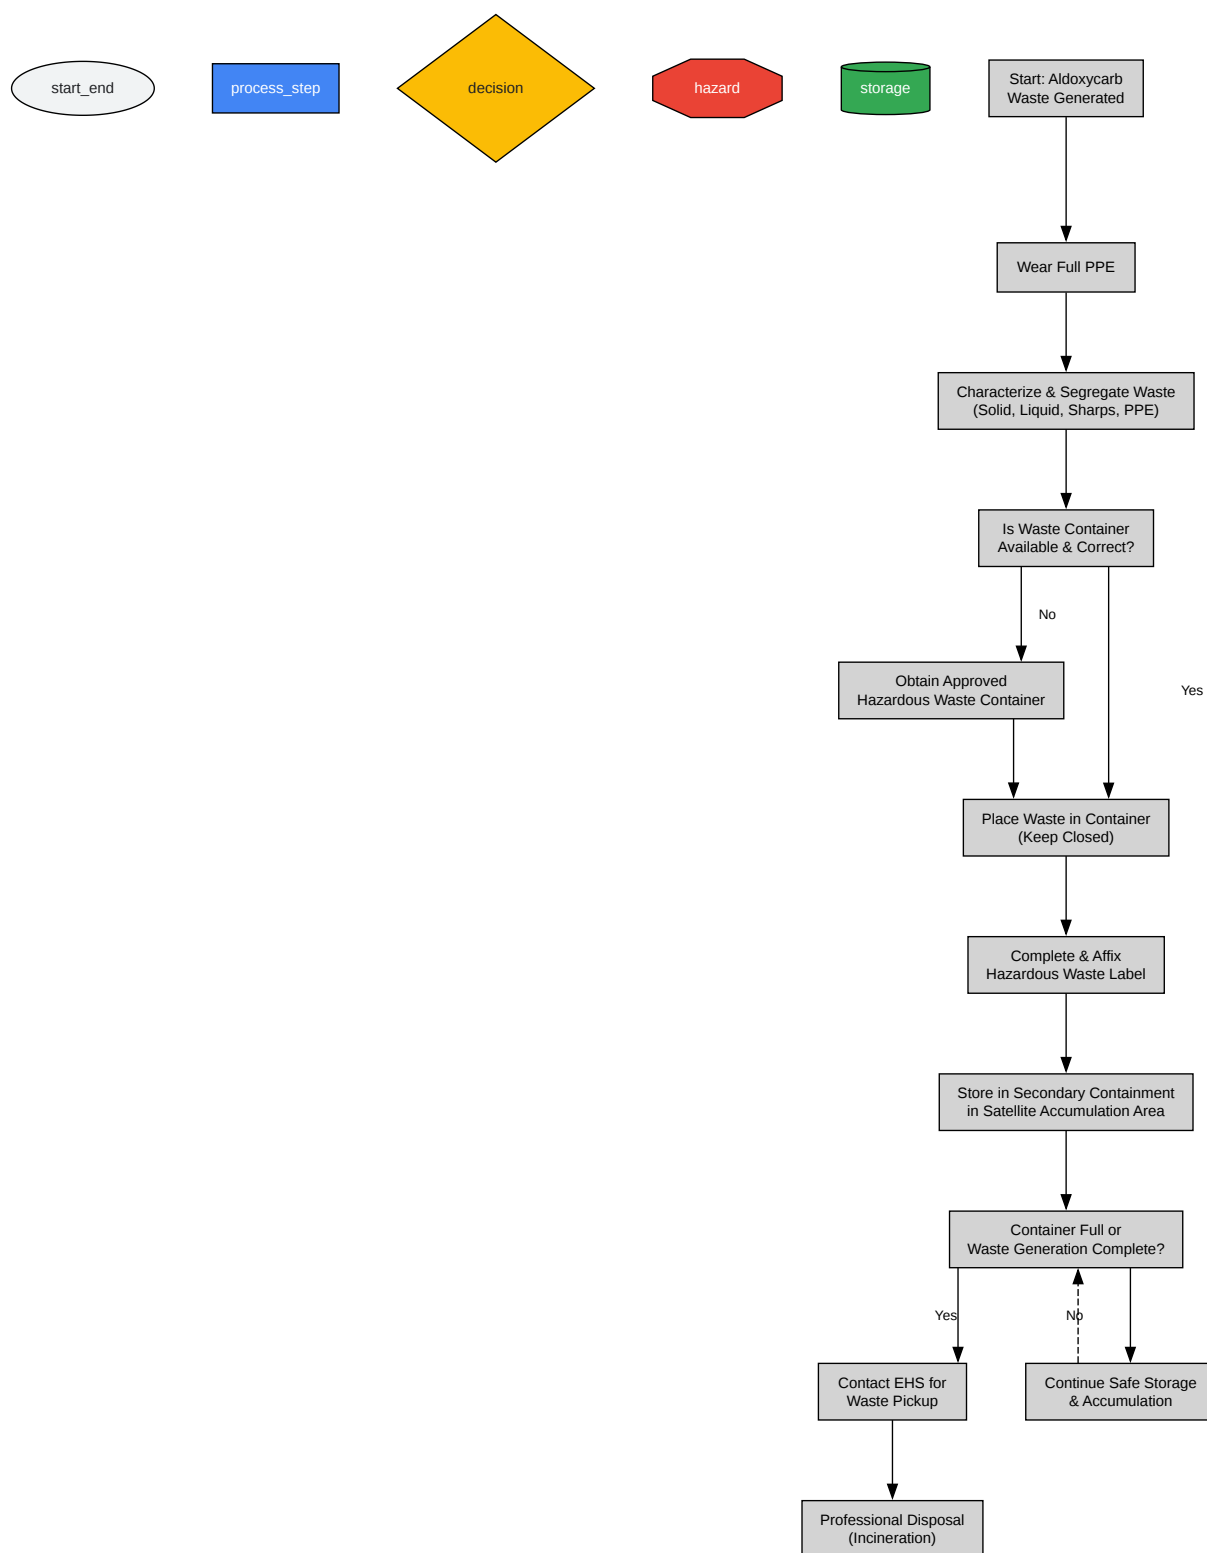 start_end
process_step
decision
hazard
storage
Start: Aldoxycarb
Waste Generated
Wear Full PPE
Characterize & Segregate Waste
(Solid, Liquid, Sharps, PPE)
Is Waste Container
Available & Correct?
No
Obtain Approved
Hazardous Waste Container
Yes
Place Waste in Container
(Keep Closed)
Complete & Affix
Hazardous Waste Label
Store in Secondary Containment
in Satellite Accumulation Area
Container Full or
Waste Generation Complete?
Yes
No
Contact EHS for
Waste Pickup
Continue Safe Storage
& Accumulation
Professional Disposal
(Incineration)